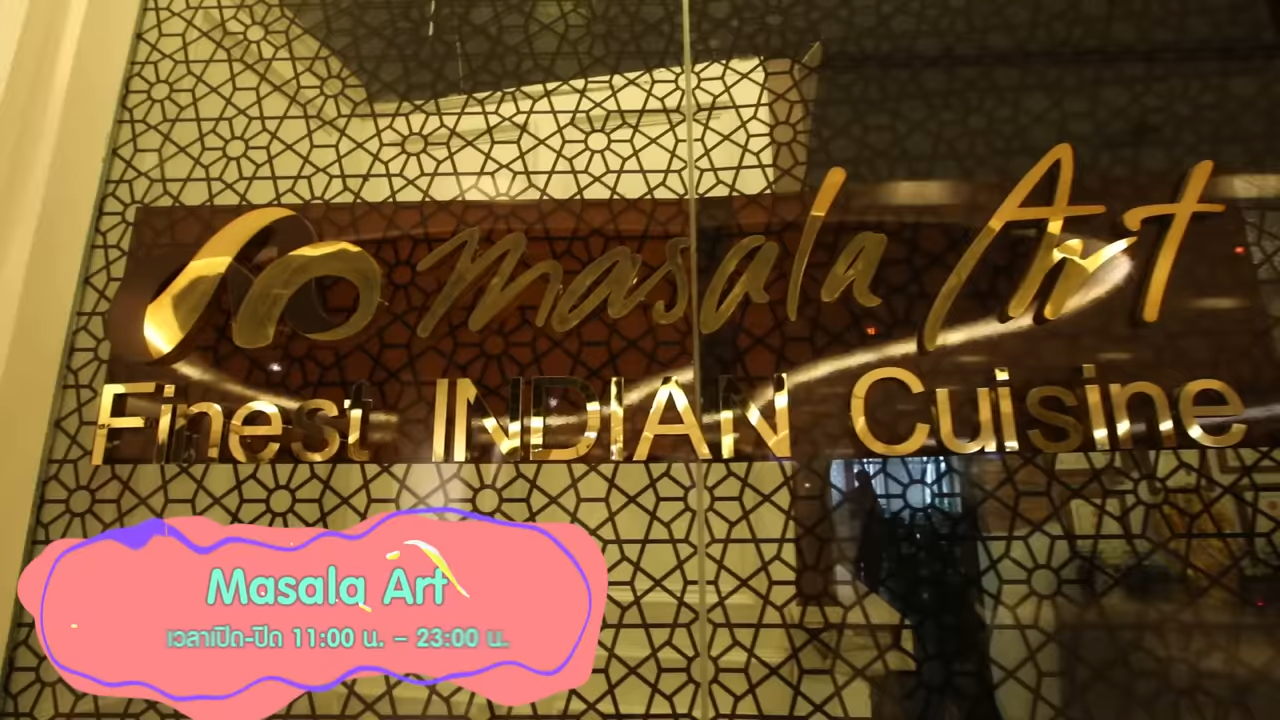 masala Art
Finest INDIAN Cuisine
Masala Art
เวลาเปิด-ปิด 11:00 น. – 23:00 น.